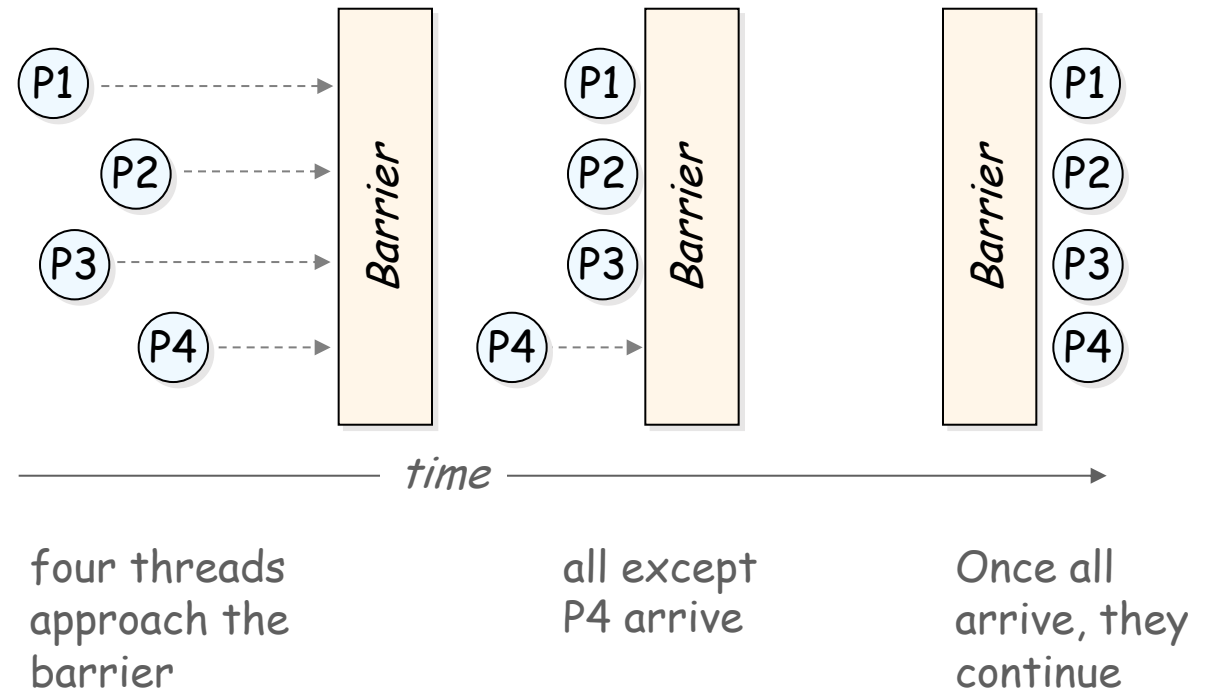 P1
P2
P3
P4
Barrier
P1
P2
P3
P4
Barrier
Barrier
P1
P2
P3
P4
time
four threads
approach the
barrier
all except
P4 arrive
Once all
arrive, they
continue